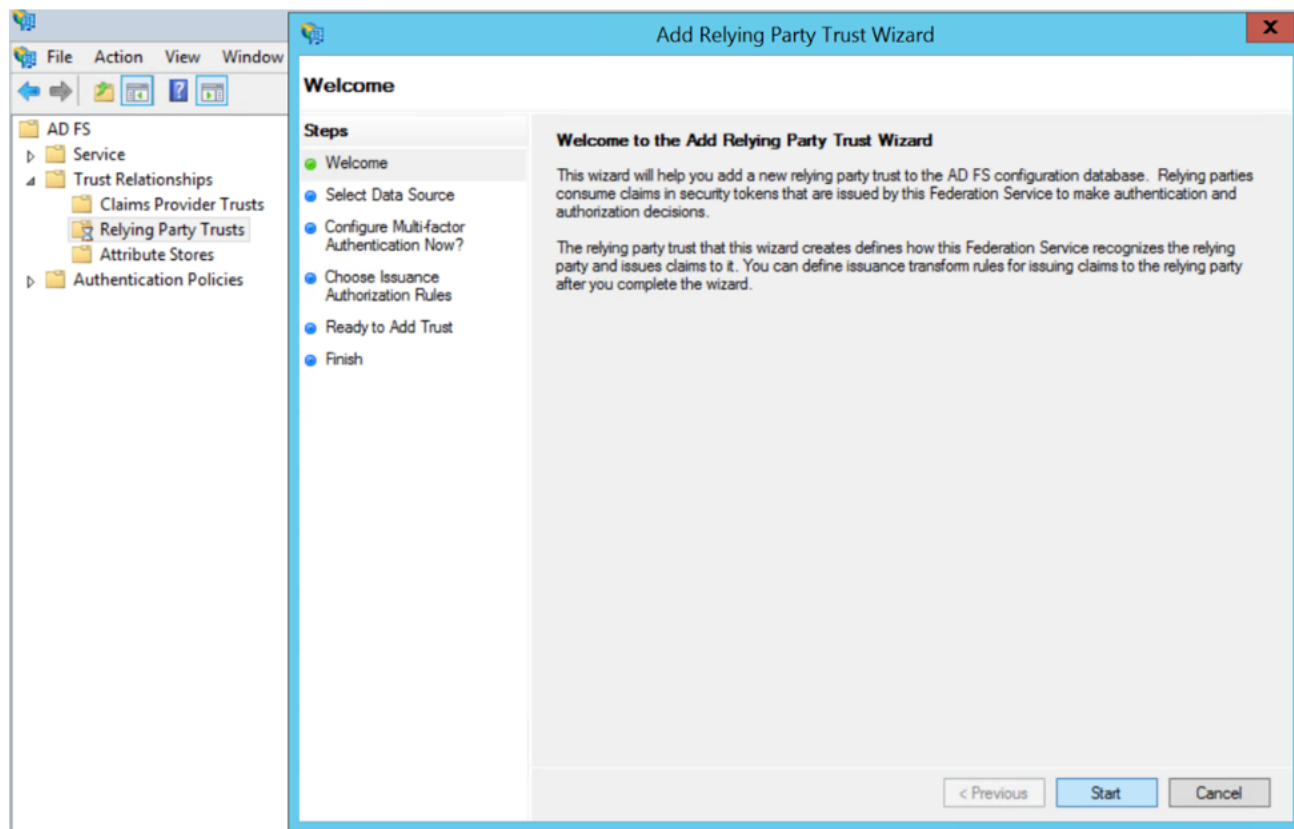 Add Relying Party Trust Wizard
X
File Action View Window
Welcome
AD FS
Service
Trust Relationships
Claims Provider Trusts
Relying Party Trusts
Attribute Stores
Authentication Policies
Steps
Welcome
Select Data Source
Configure Multi-factor
Authentication Now?
Choose Issuance
Authorization Rules
Ready to Add Trust
Finish
Welcome to the Add Relying Party Trust Wizard
This wizard will help you add a new relying party trust to the AD FS configuration database. Relying parties
consume claims in security tokens that are issued by this Federation Service to make authentication and
authorization decisions.
The relying party trust that this wizard creates defines how this Federation Service recognizes the relying
party and issues claims to it. You can define issuance transform rules for issuing claims to the relying party
after you complete the wizard.
< Previous
Start
Cancel